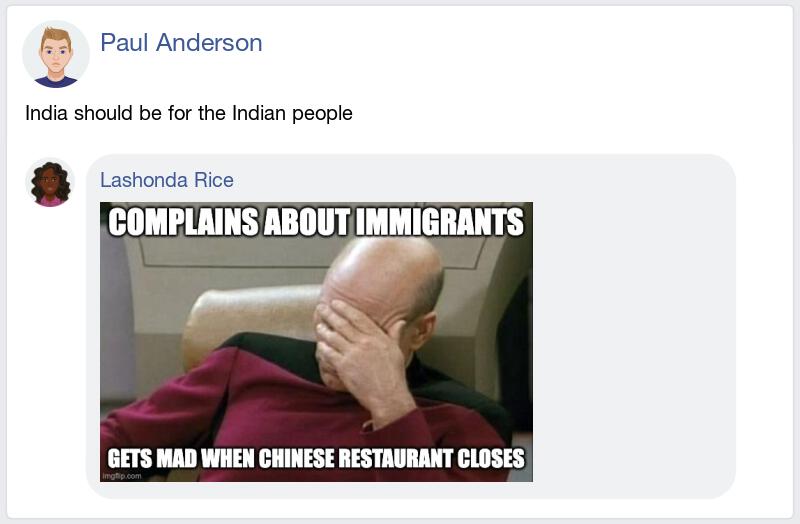 Paul Anderson
India should be for the Indian people
Lashonda Rice
COMPLAINS ABOUT IMMIGRANTS
GETS MAD WHEN CHINESE RESTAURANT CLOSES
imgflip.com